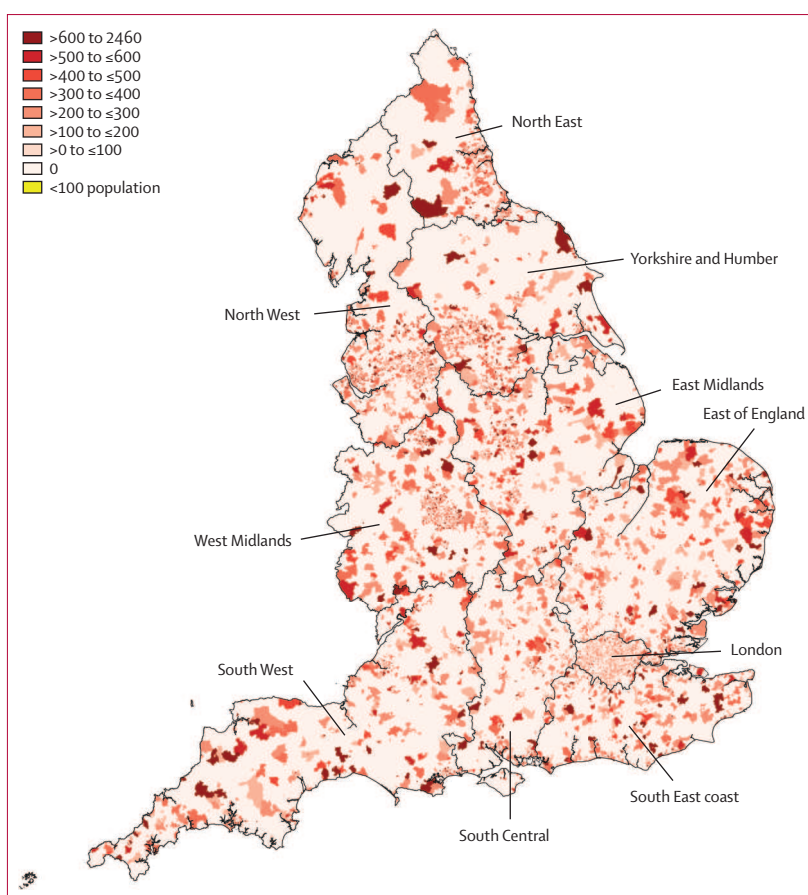 >600 to 2460
>500 to ≤600
>400 to ≤500
>300 to ≤400
>200 to ≤300
>100 to ≤200
>0 to ≤100
0
<100 population
North East
Yorkshire and Humber
North West
East Midlands
East of England
West Midlands
London
South West
South East coast
South Central